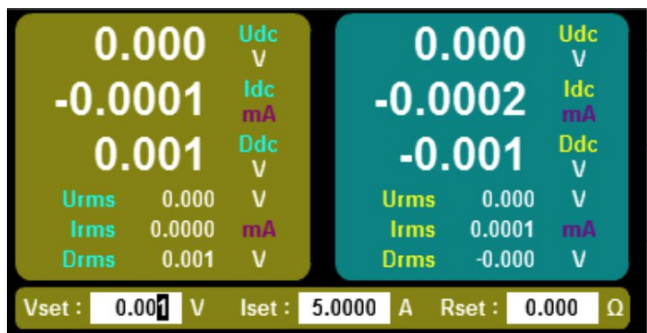 0.000 Udc V
-0.0001 Idc mA
0.001 Ddc V
Urms 0.000 V
Irms 0.0000 mA
Drms 0.001 V
0.000 Udc V
-0.0002 Idc mA
-0.001 Ddc V
Urms 0.000 V
Irms 0.0001 mA
Drms -0.000 V
Vset : 0.001 V Iset : 5.0000 A Rset : 0.000 Ω